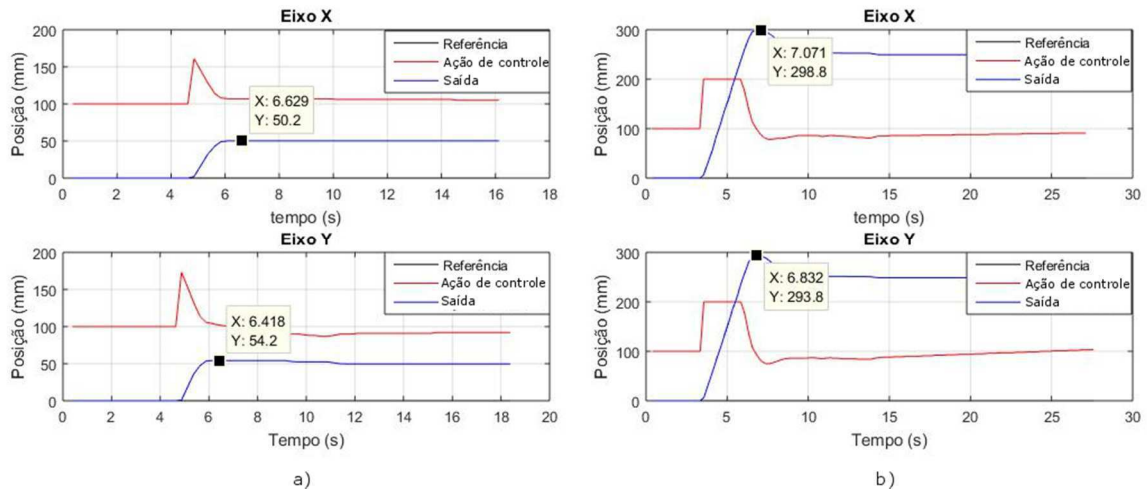 Eixo X
200
150
100
50
0
Posição (mm)
Referência
Ação de controle
Saída
X: 6.629
Y: 50.2
0 2 4 6 8 10 12 14 16 18
tempo (s)
Eixo Y
200
150
100
50
0
Posição (mm)
Referência
Ação de controle
Saída
X: 6.418
Y: 54.2
0 2 4 6 8 10 12 14 16 18 20
Tempo (s)
a)
Eixo X
300
200
100
0
Posição (mm)
Referência
Ação de controle
Saída
X: 7.071
Y: 298.8
0 5 10 15 20 25 30
tempo (s)
Eixo Y
300
200
100
0
Posição (mm)
Referência
Ação de controle
Saída
X: 6.832
Y: 293.8
0 5 10 15 20 25 30
Tempo (s)
b)